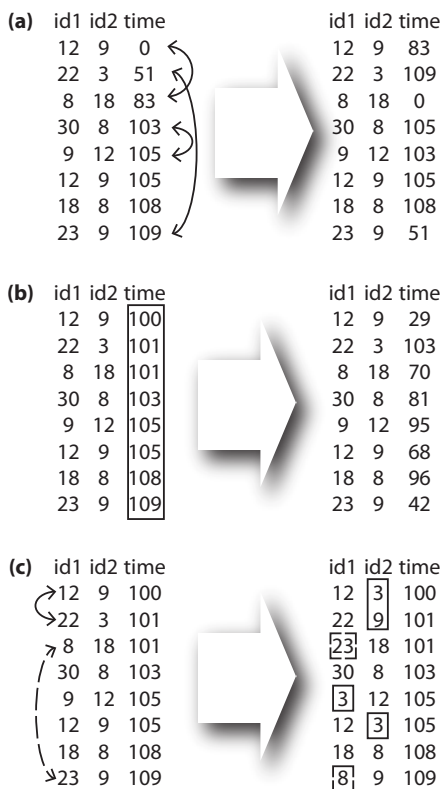 (a) id1 id2 time id1 id2 time
12 9 0 12 9 83
22 3 51 22 3 109
8 18 83 8 18 0
30 8 103 30 8 105
9 12 105 9 12 103
12 9 105 12 9 105
18 8 108 18 8 108
23 9 109 23 9 51
(b) id1 id2 time id1 id2 time
12 9 100 12 9 29
22 3 101 22 3 103
8 18 101 8 18 70
30 8 103 30 8 81
9 12 105 9 12 95
12 9 105 12 9 68
18 8 108 18 8 96
23 9 109 23 9 42
(c) id1 id2 time id1 id2 time
12 9 100 12 3 100
22 3 101 22 9 101
8 18 101 23 18 101
30 8 103 30 8 103
9 12 105 3 12 105
12 9 105 12 3 105
18 8 108 18 8 108
23 9 109 8 9 109